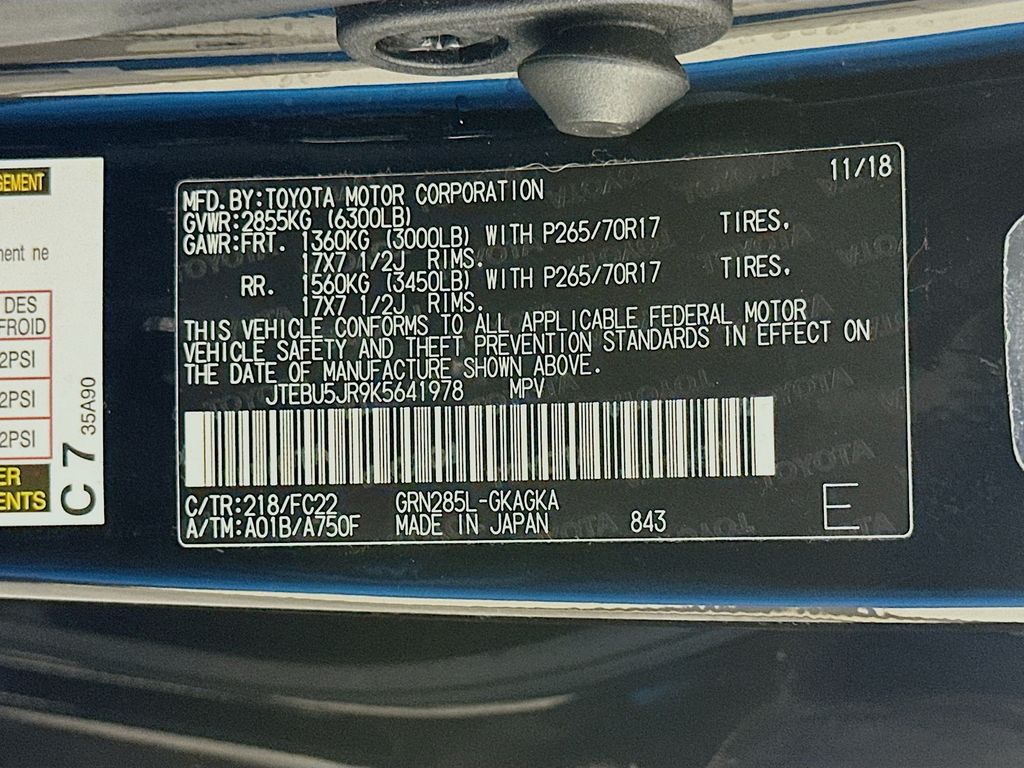 GEMENT
ment ne
DES
FROID
2PSI
2PSI
2PSI
ER
ENTS
C 7
35A90
11/18
MFD.BY:TOYOTA MOTOR CORPORATION
GVWR:2855KG (6300LB)
GAWR:FRT. 1360KG (3000LB) WITH P265/70R17 TIRES.
17X7 1/2J RIMS.
RR. 1560KG (3450LB) WITH P265/70R17 TIRES.
17X7 1/2J RIMS.
THIS VEHICLE CONFORMS TO ALL APPLICABLE FEDERAL MOTOR
VEHICLE SAFETY AND THEFT PREVENTION STANDARDS IN EFFECT ON
THE DATE OF MANUFACTURE SHOWN ABOVE.
JTEBU5JR9K5641978 MPV
C/TR:218/FC22 GRN285L-GKAGKA
A/TM:A01B/A750F MADE IN JAPAN 843
E